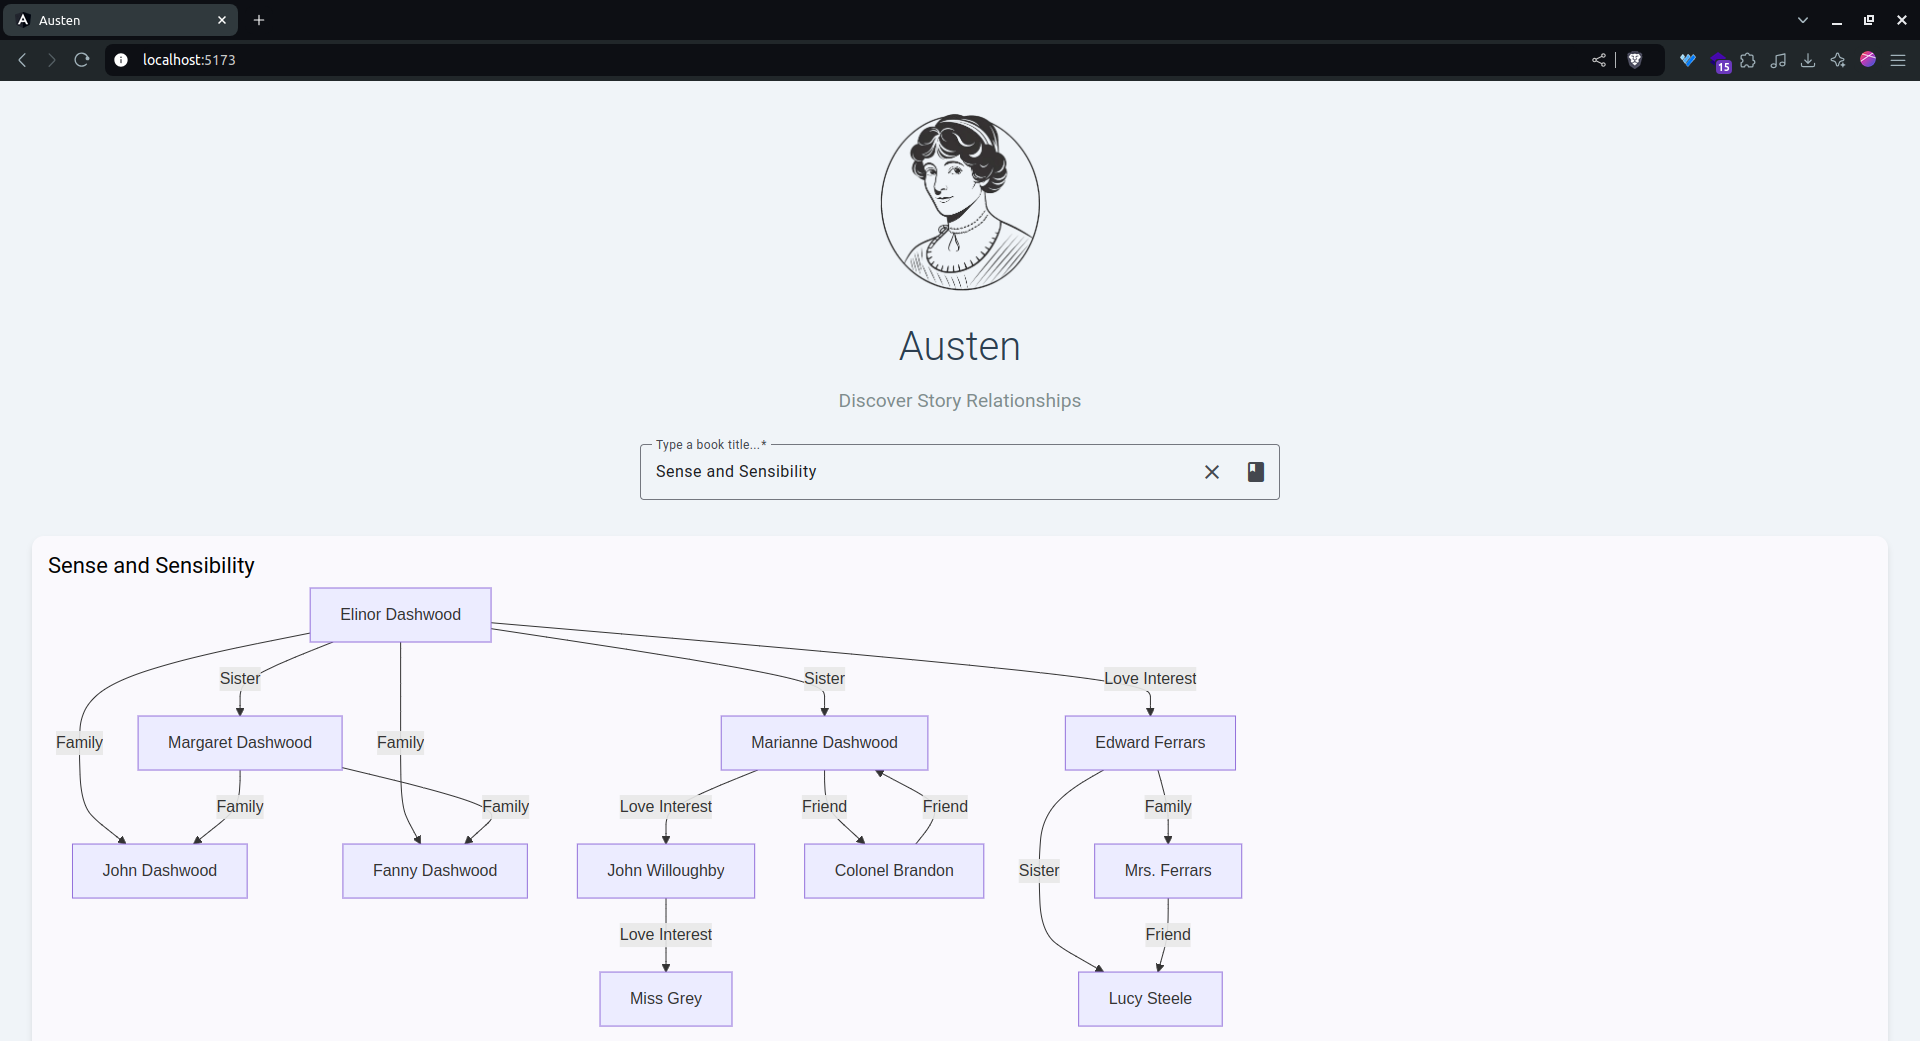 Austen
localhost:5173
15
Austen
Discover Story Relationships
Type a book title...*
Sense and Sensibility
Sense and Sensibility
Elinor Dashwood
Sister
Sister
Love Interest
Family
Margaret Dashwood
Family
Marianne Dashwood
Edward Ferrars
Family
Family
Love Interest
Friend
Friend
Family
John Dashwood
Fanny Dashwood
John Willoughby
Colonel Brandon
Sister
Mrs. Ferrars
Love Interest
Friend
Miss Grey
Lucy Steele